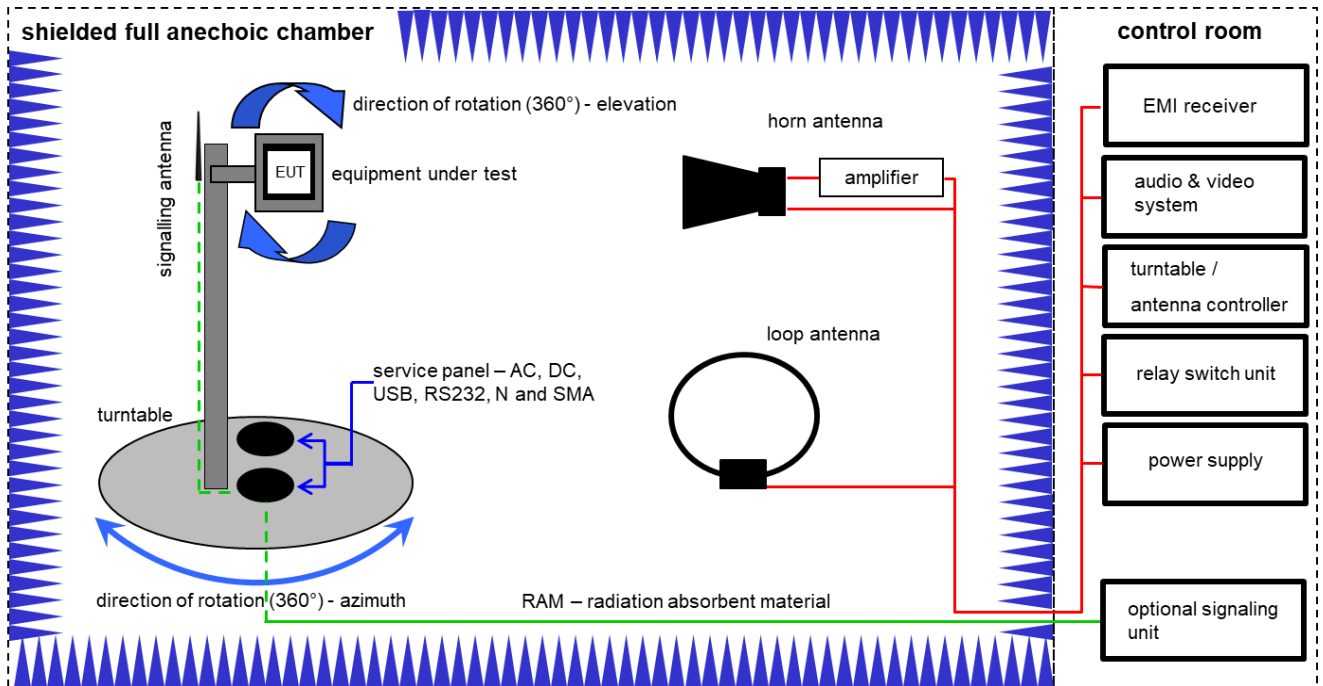 shielded full anechoic chamber
control room
direction of rotation (360°) - elevation
signalling antenna
EUT
equipment under test
horn antenna
amplifier
loop antenna
service panel – AC, DC,
USB, RS232, N and SMA
turntable
direction of rotation (360°) - azimuth
RAM – radiation absorbent material
EMI receiver
audio & video
system
turntable /
antenna controller
relay switch unit
power supply
optional signaling
unit